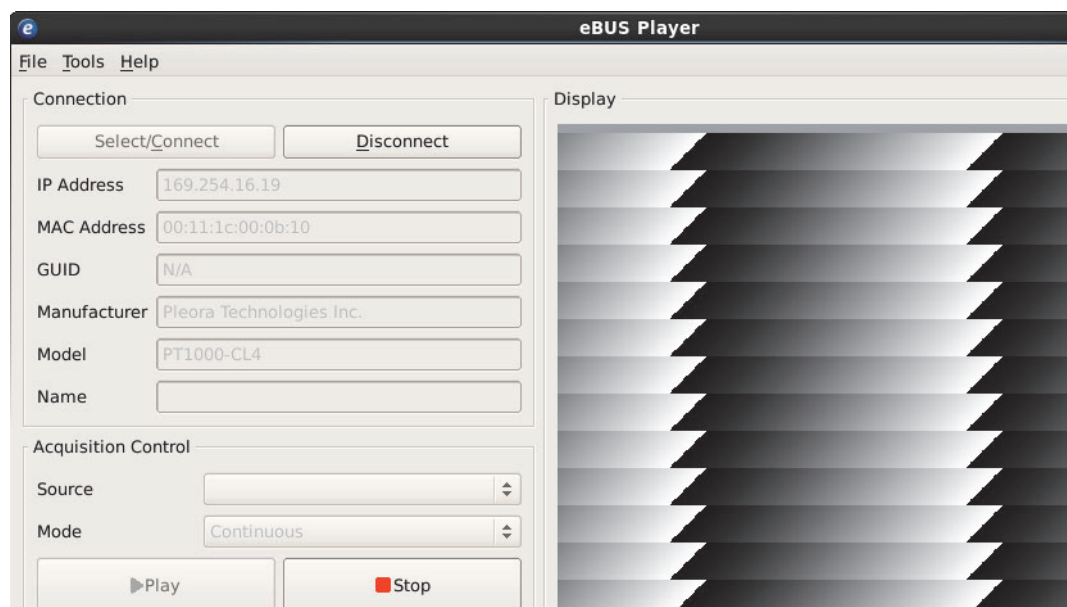 eBUS Player
File Tools Help
Connection
Select/Connect Disconnect
IP Address 169.254.16.19
MAC Address 00:11:1c:00:0b:10
GUID N/A
Manufacturer Pleora Technologies Inc.
Model PT1000-CL4
Name
Acquisition Control
Source
Mode Continuous
Play Stop
Display